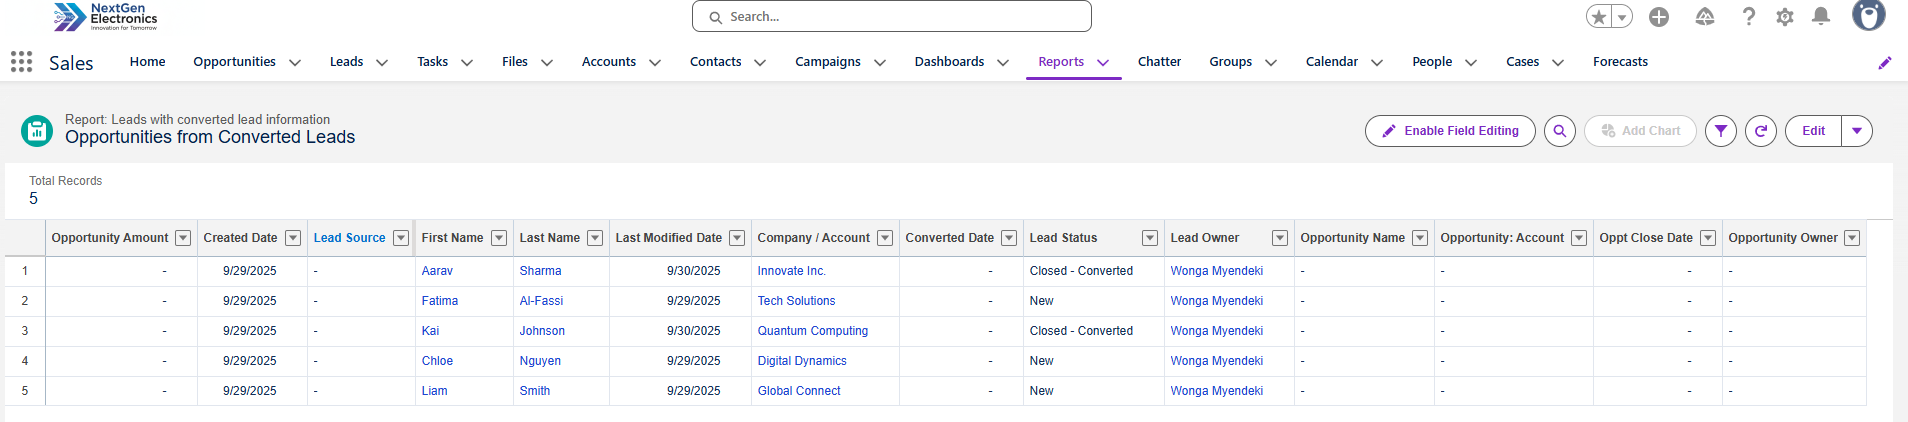 NextGen
Electronics
Innovation for Tomorrow
Search...
Sales Home Opportunities Leads Tasks Files Accounts Contacts Campaigns Dashboards Reports Chatter Groups Calendar People Cases Forecasts
Report: Leads with converted lead information
Opportunities from Converted Leads
Enable Field Editing Add Chart Edit
Total Records
5
Opportunity Amount Created Date Lead Source First Name Last Name Last Modified Date Company / Account Converted Date Lead Status Lead Owner Opportunity Name Opportunity: Account Oppt Close Date Opportunity Owner
1 - 9/29/2025 - Aarav Sharma 9/30/2025 Innovate Inc. - Closed - Converted Wonga Myendeki - - - -
2 - 9/29/2025 - Fatima Al-Fassi 9/29/2025 Tech Solutions - New Wonga Myendeki - - - -
3 - 9/29/2025 - Kai Johnson 9/30/2025 Quantum Computing - Closed - Converted Wonga Myendeki - - - -
4 - 9/29/2025 - Chloe Nguyen 9/29/2025 Digital Dynamics - New Wonga Myendeki - - - -
5 - 9/29/2025 - Liam Smith 9/29/2025 Global Connect - New Wonga Myendeki - - - -